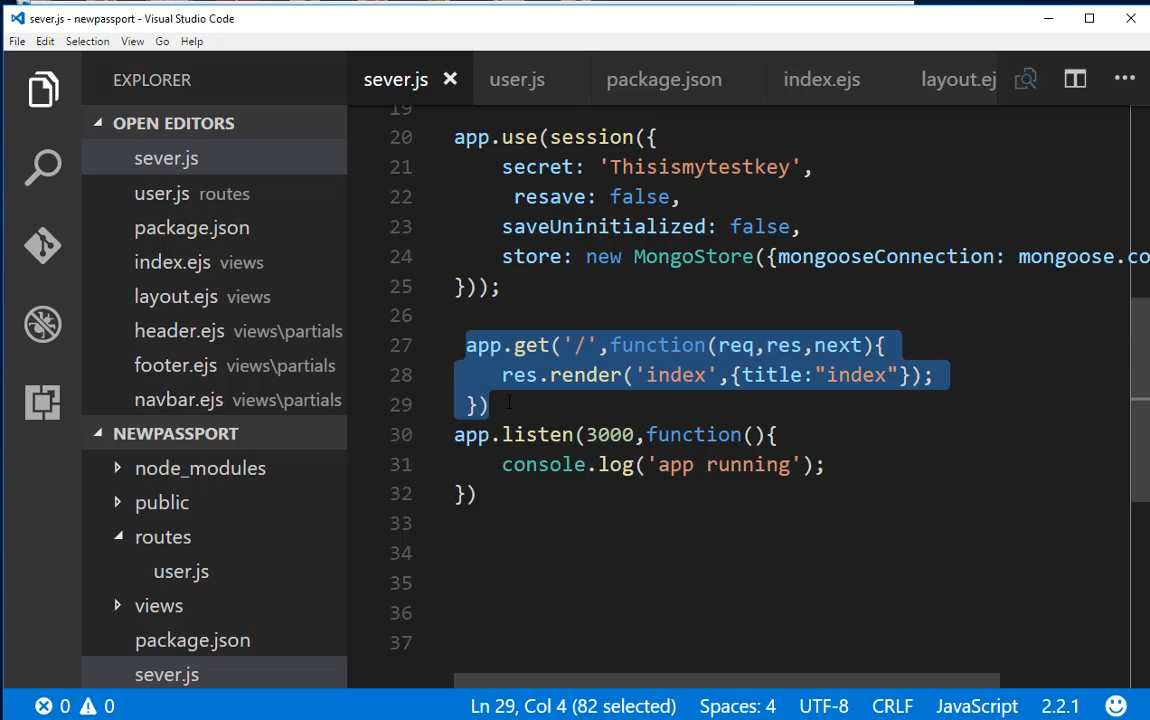 sever.js - newpassport - Visual Studio Code
File Edit Selection View Go Help
EXPLORER
OPEN EDITORS
sever.js
user.js routes
package.json
index.ejs views
layout.ejs views
header.ejs views\partials
footer.ejs views\partials
navbar.ejs views\partials
NEWPASSPORT
node_modules
public
routes
user.js
views
package.json
sever.js
sever.js user.js package.json index.ejs layout.ej
19
20 app.use(session({
21 secret: 'Thisismytestkey',
22 resave: false,
23 saveUninitialized: false,
24 store: new MongoStore({mongooseConnection: mongoose.co
25 }));
26
27 app.get('/',function(req,res,next){
28 res.render('index',{title:"index"});
29 })
30 app.listen(3000,function(){
31 console.log('app running');
32 })
33
34
35
36
37
0 0 Ln 29, Col 4 (82 selected) Spaces: 4 UTF-8 CRLF JavaScript 2.2.1